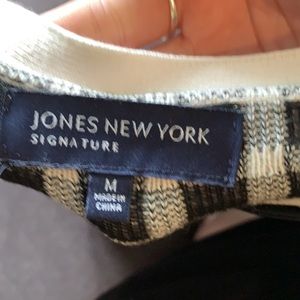 JONES NEW YORK
SIGNATURE
M
MADE IN
CHINA